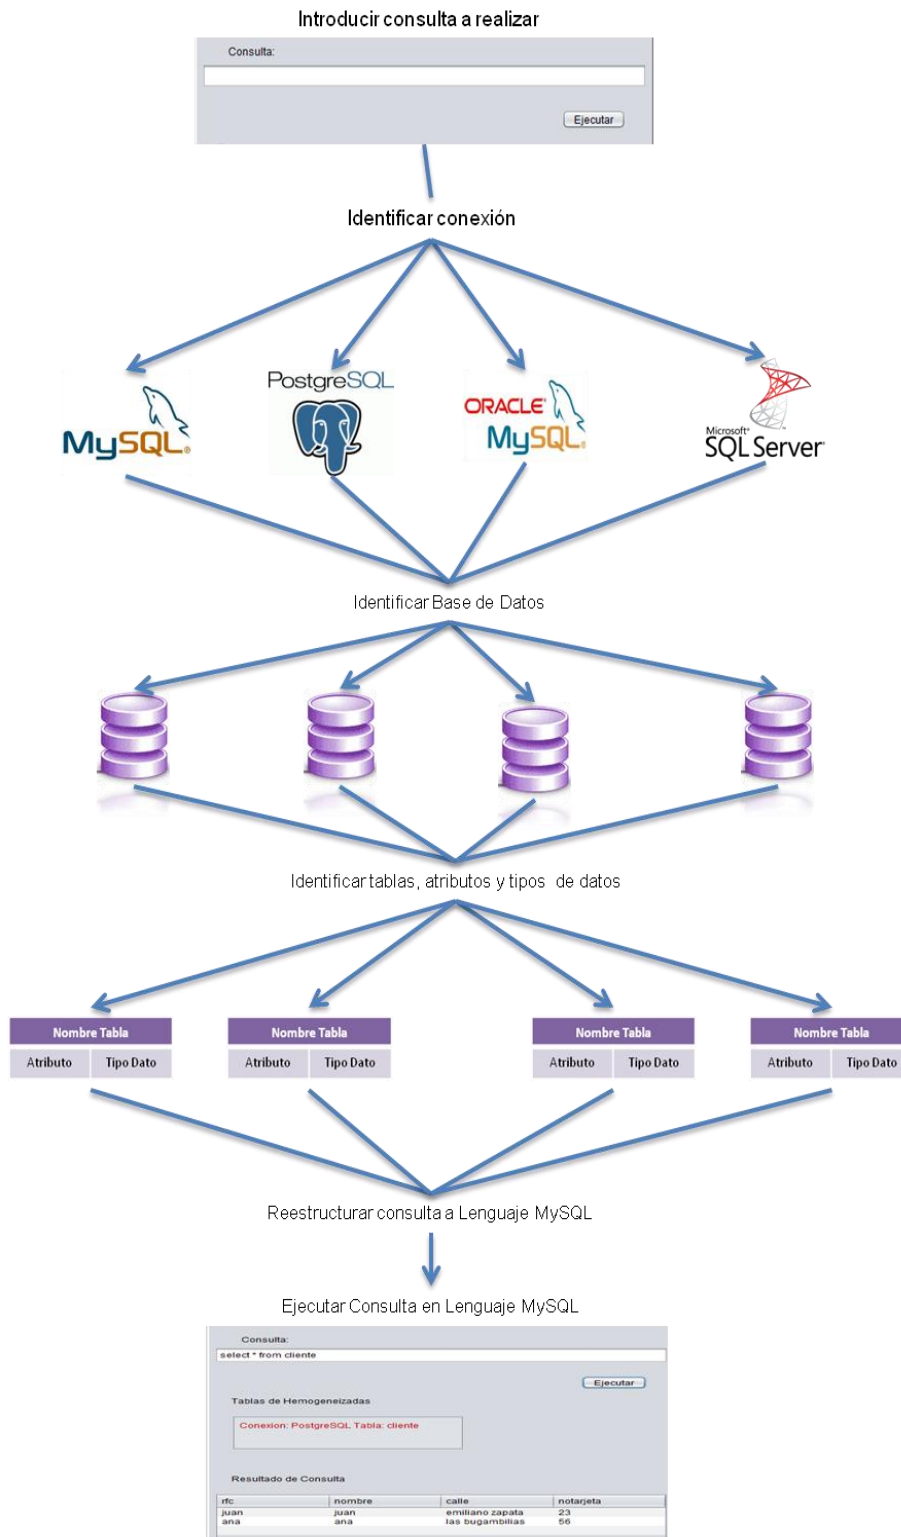 Introducir consulta a realizar
Consulta:
Ejecutar
Identificar conexión
MySQL®
PostgreSQL
ORACLE®
MySQL®
Microsoft®
SQL Server®
Identificar Base de Datos
Identificar tablas, atributos y tipos de datos
Nombre Tabla Nombre Tabla Nombre Tabla Nombre Tabla
Atributo Tipo Dato Atributo Tipo Dato Atributo Tipo Dato Atributo Tipo Dato
Reestructurar consulta a Lenguaje MySQL
Ejecutar Consulta en Lenguaje MySQL
Consulta:
select * from cliente
Ejecutar
Tablas de Hemogeneizadas
Conexion: PostgreSQL Tabla: cliente
Resultado de Consulta
rfc nombre calle notarjeta
juan juan emiliano zapata 23
ana ana las bugambilias 56